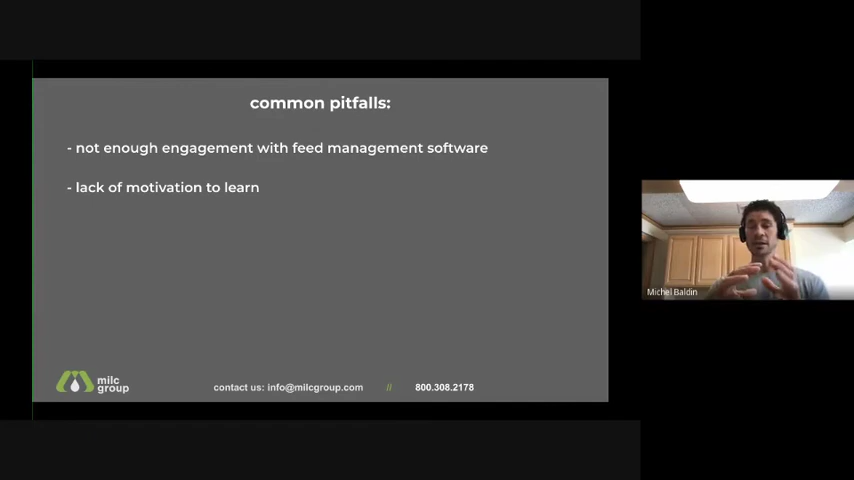 common pitfalls:
- not enough engagement with feed management software
- lack of motivation to learn
Michel Baldin
milc
group
contact us: info@milcgroup.com // 800.308.2178